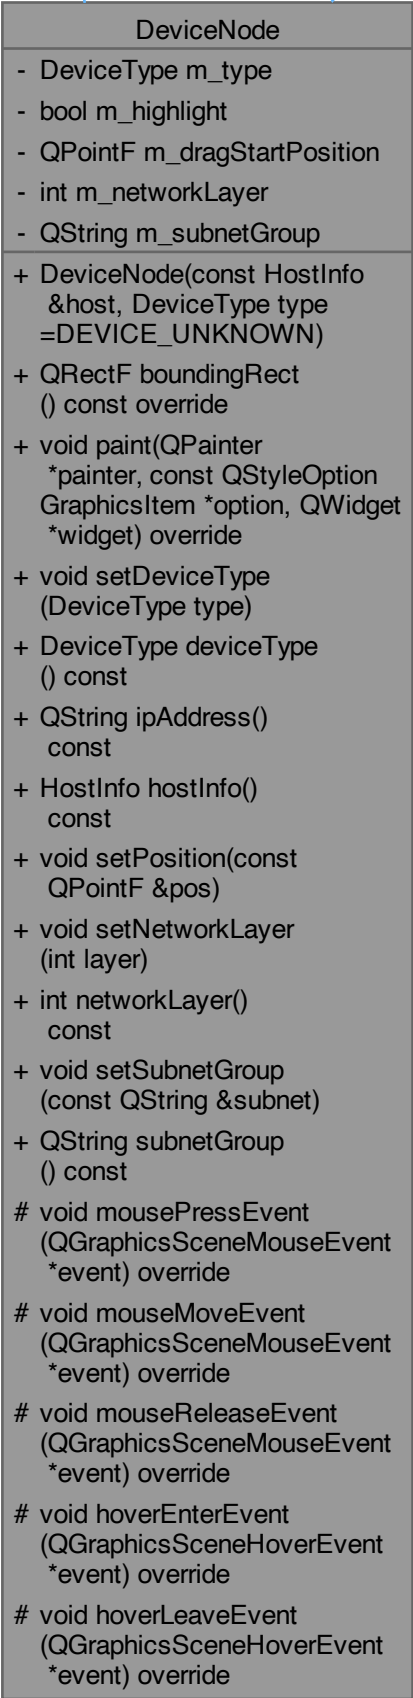 DeviceNode
- DeviceType m_type
- bool m_highlight
- QPointF m_dragStartPosition
- int m_networkLayer
- QString m_subnetGroup
+ DeviceNode(const HostInfo
&host, DeviceType type
=DEVICE_UNKNOWN)
+ QRectF boundingRect
() const override
+ void paint(QPainter
*painter, const QStyleOption
GraphicsItem *option, QWidget
*widget) override
+ void setDeviceType
(DeviceType type)
+ DeviceType deviceType
() const
+ QString ipAddress()
const
+ HostInfo hostInfo()
const
+ void setPosition(const
QPointF &pos)
+ void setNetworkLayer
(int layer)
+ int networkLayer()
const
+ void setSubnetGroup
(const QString &subnet)
+ QString subnetGroup
() const
# void mousePressEvent
(QGraphicsSceneMouseEvent
*event) override
# void mouseMoveEvent
(QGraphicsSceneMouseEvent
*event) override
# void mouseReleaseEvent
(QGraphicsSceneMouseEvent
*event) override
# void hoverEnterEvent
(QGraphicsSceneHoverEvent
*event) override
# void hoverLeaveEvent
(QGraphicsSceneHoverEvent
*event) override